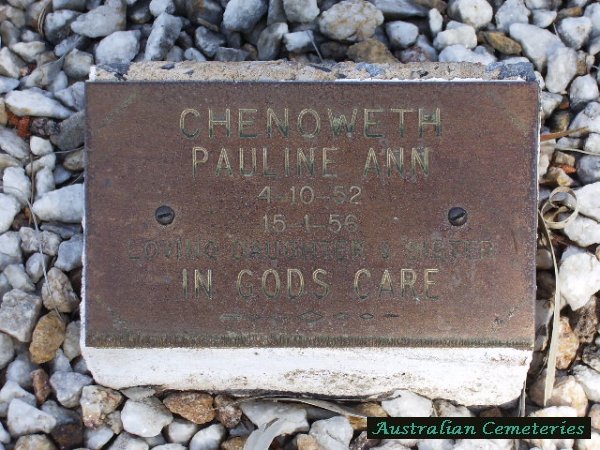 CHENOWETH
PAULINE ANN
4-10-52
15-1-56
LOVING DAUGHTER & SISTER
IN GODS CARE
Australian Cemeteries